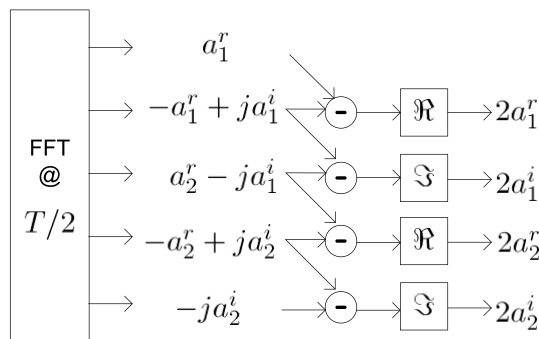 FFT
@
T/2
a_1^r
-a_1^r + ja_1^i
a_2^r - ja_1^i
-a_2^r + ja_2^i
-ja_2^i
-
-
-
-
ℜ
ℑ
ℜ
ℑ
2a_1^r
2a_1^i
2a_2^r
2a_2^i